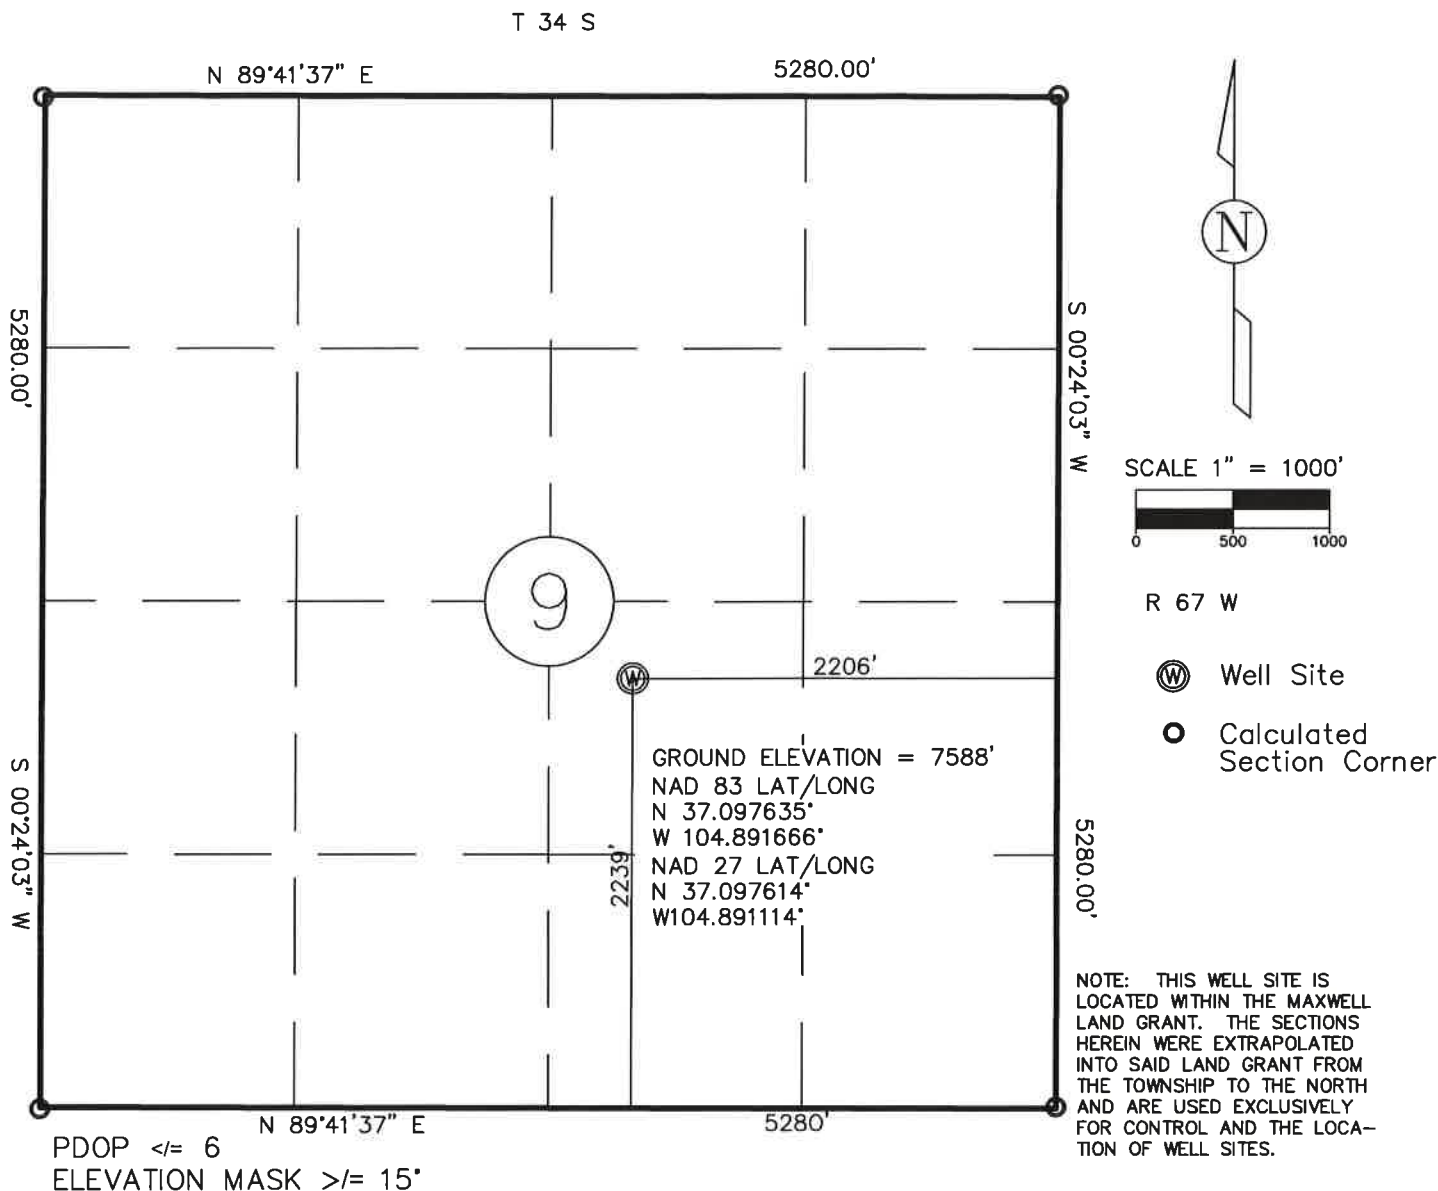 T 34 S
N 89°41'37" E
5280.00'
N
5280.00'
S 00°24'03" W
SCALE 1" = 1000'
0 500 1000
9
R 67 W
W
2206'
W Well Site
Calculated
Section Corner
GROUND ELEVATION = 7588'
NAD 83 LAT/LONG
N 37.097635°
W 104.891666°
NAD 27 LAT/LONG
N 37.097614°
W104.891114°
2239'
S 00°24'03" W
5280.00'
NOTE: THIS WELL SITE IS
LOCATED WITHIN THE MAXWELL
LAND GRANT. THE SECTIONS
HEREIN WERE EXTRAPOLATED
INTO SAID LAND GRANT FROM
THE TOWNSHIP TO THE NORTH
AND ARE USED EXCLUSIVELY
FOR CONTROL AND THE LOCA-
TION OF WELL SITES.
N 89°41'37" E
5280'
PDOP </= 6
ELEVATION MASK >/= 15°